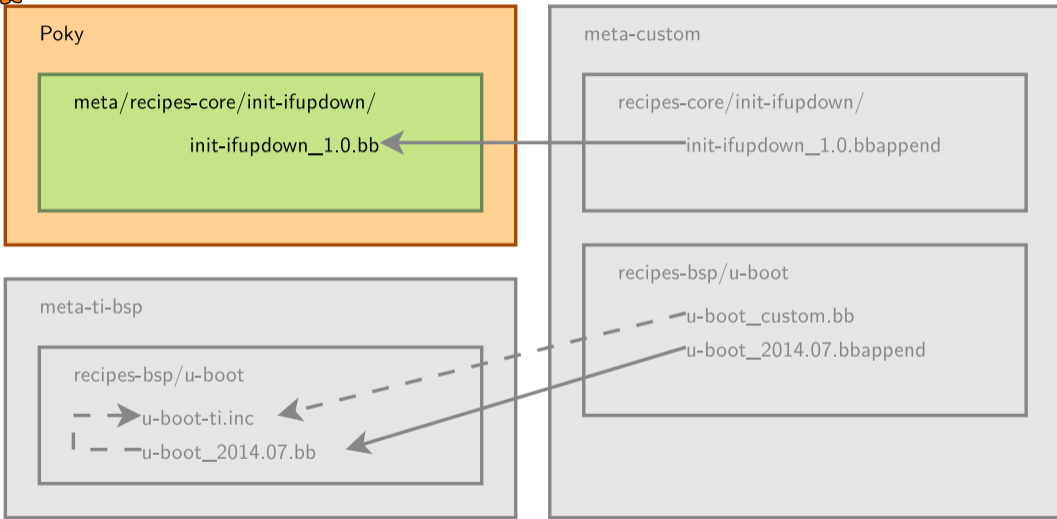 Poky
meta/recipes-core/init-ifupdown/
init-ifupdown_1.0.bb
meta-ti-bsp
recipes-bsp/u-boot
u-boot-ti.inc
u-boot_2014.07.bb
meta-custom
recipes-core/init-ifupdown/
init-ifupdown_1.0.bbappend
recipes-bsp/u-boot
u-boot_custom.bb
u-boot_2014.07.bbappend